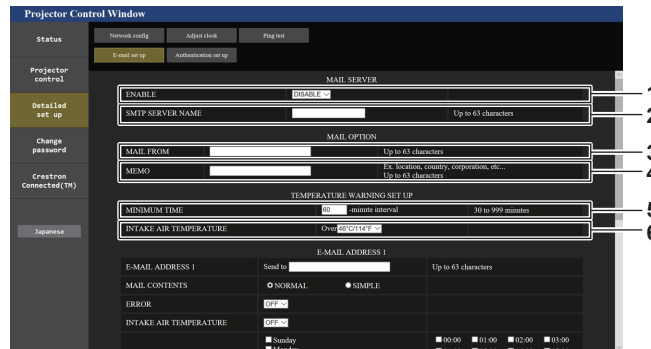 Projector Control Window
Status
Network config
Adjust clock
Ping test
E-mail set up
Authentication set up
Projector
control
Detailed
set up
Change
password
Crestron
Connected(TM)
Japanese
MAIL SERVER
ENABLE DISABLE 1
SMTP SERVER NAME Up to 63 characters 2
MAIL OPTION
MAIL FROM Up to 63 characters 3
MEMO Ex. location, country, corporation, etc... 4
Up to 63 characters
TEMPERATURE WARNING SET UP
MINIMUM TIME 60 -minute interval 30 to 999 minutes 5
INTAKE AIR TEMPERATURE Over 46°C/114°F 6
E-MAIL ADDRESS 1
E-MAIL ADDRESS 1 Send to Up to 63 characters
MAIL CONTENTS NORMAL SIMPLE
ERROR OFF
INTAKE AIR TEMPERATURE OFF
Sunday 00:00 01:00 02:00 03:00
Monday